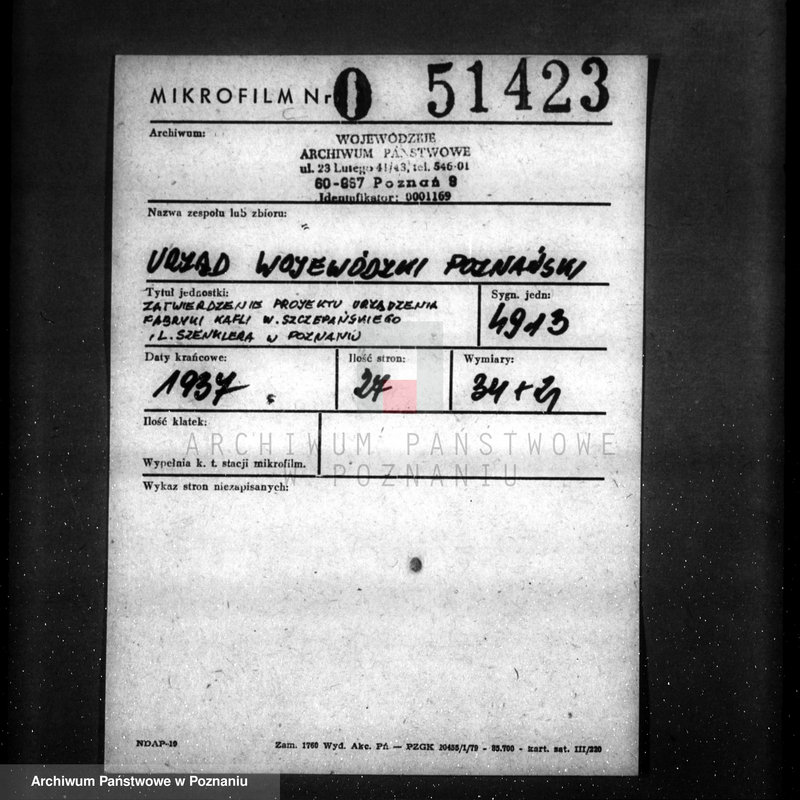 MIKROFILM Nr 0 51423
Archiwum:
WOJEWÓDZKIE
ARCHIWUM PAŃSTWOWE
ul. 23 Lutego 41/43, tel. 546-01
60-967 Poznań 9
Identyfikator: 0001169
Nazwa zespołu lub zbioru:
URZĄD WOJEWÓDZKI POZNAŃSKI
Tytuł jednostki:
ZATWIERDZENIE PROJEKTU URZĄDZENIA
FABRYKI KAFLI W. SZCZEPAŃSKIEGO
i L. SZENKLERA W POZNANIU
Sygn. jedn:
4913
Daty krańcowe:
1937
Ilość stron:
27
Wymiary:
34 + 21
Ilość klatek:
Wypełnia k. t. stacji mikrofilm.
Wykaz stron niezapisanych:
ARCHIWUM PAŃSTWOWE
W POZNANIU
NDAP-19
Zam. 1760 Wyd. Akc. Pń — PZGK 20455/1/79 - 85.700 - kart. sat. III/220
Archiwum Państwowe w Poznaniu